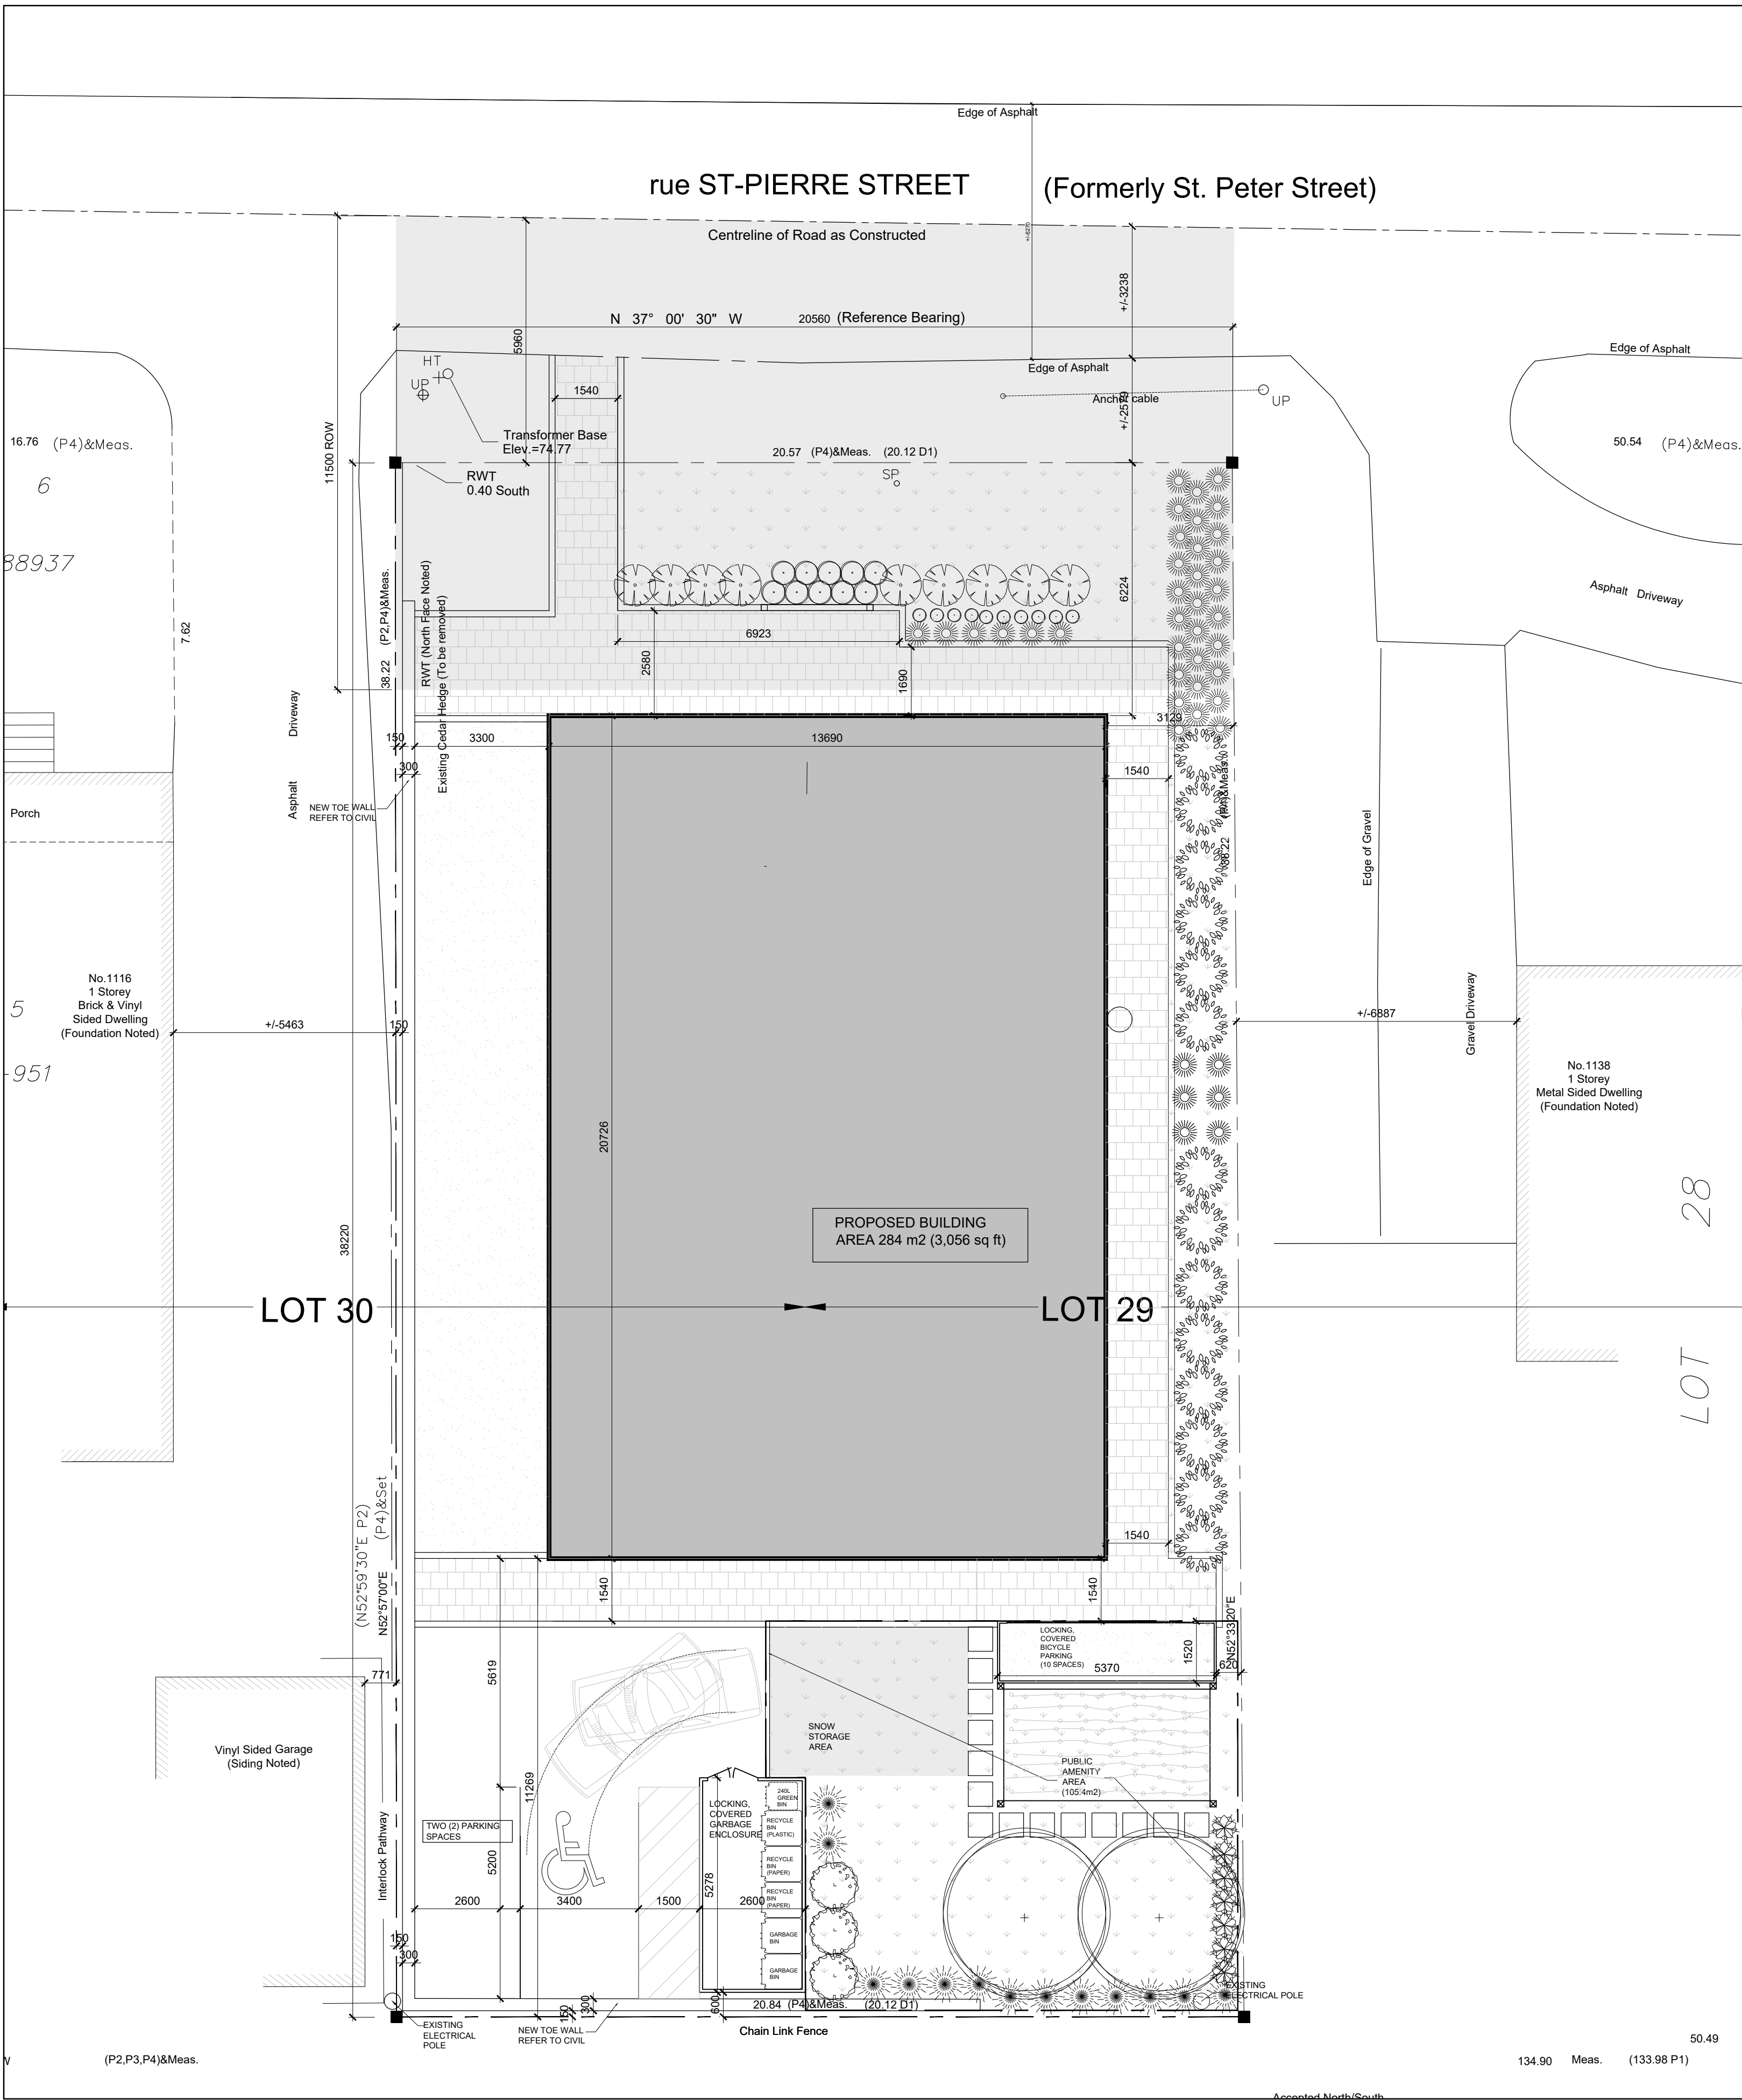 Edge of Asphalt
rue ST-PIERRE STREET (Formerly St. Peter Street)
Centreline of Road as Constructed
+/-6270
+/-3238
N 37° 00' 30" W 20560 (Reference Bearing)
5960
Edge of Asphalt
Edge of Asphalt
HT
UP
1540
Anchor cable
UP
+/-2579
Transformer Base
Elev.=74.77
16.76 (P4)&Meas.
50.54 (P4)&Meas.
20.57 (P4)&Meas. (20.12 D1)
11500 ROW
6
RWT
0.40 South
SP
88937
38.22 (P2,P4)&Meas.
RWT (North Face Noted)
Existing Cedar Hedge (To be removed)
6224
Asphalt Driveway
7.62
6923
2580
1690
Asphalt Driveway
3129
150
3300
13690
300
1540
(P4)&Meas.
38.22
NEW TOE WALL
REFER TO CIVIL
Porch
Edge of Gravel
No.1116
1 Storey
Brick & Vinyl
Sided Dwelling
(Foundation Noted)
5
+/-5463
150
+/-6887
Gravel Driveway
951
No.1138
1 Storey
Metal Sided Dwelling
(Foundation Noted)
20726
38220
PROPOSED BUILDING
AREA 284 m2 (3,056 sq ft)
LOT 28
LOT 30
LOT 29
(N52°59'30"E P2)
(P4)&Set
N52°57'00"E
1540
1540
1540
N52°33'20"E
LOCKING,
COVERED
BICYCLE
PARKING
(10 SPACES)
1520
5370
620
771
5619
Vinyl Sided Garage
(Siding Noted)
SNOW
STORAGE
AREA
PUBLIC
AMENITY
AREA
(105.4m2)
11269
LOCKING,
COVERED
GARBAGE
ENCLOSURE
240L
GREEN
BIN
RECYCLE
BIN
(PLASTIC)
RECYCLE
BIN
(PAPER)
RECYCLE
BIN
(PAPER)
GARBAGE
BIN
GARBAGE
BIN
TWO (2) PARKING
SPACES
Interlock Pathway
5200
5278
2600
3400
1500
2600
150
300
EXISTING
ELECTRICAL POLE
150
300
600
20.84 (P4)&Meas. (20.12 D1)
EXISTING
ELECTRICAL
POLE
NEW TOE WALL
REFER TO CIVIL
Chain Link Fence
50.49
(P2,P3,P4)&Meas.
134.90 Meas. (133.98 P1)
Accepted North/South